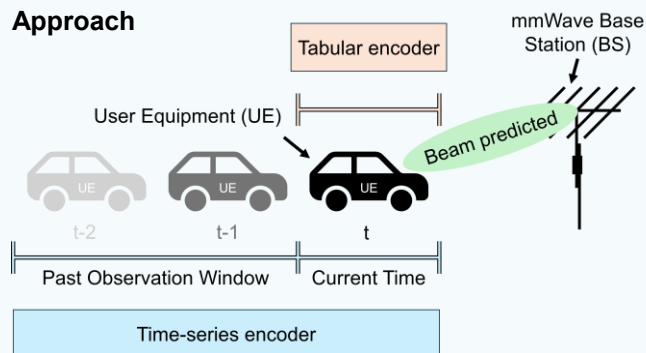 Approach
Tabular encoder
mmWave Base
Station (BS)
User Equipment (UE)
Beam predicted
UE
UE
UE
t-2
t-1
t
Past Observation Window
Current Time
Time-series encoder